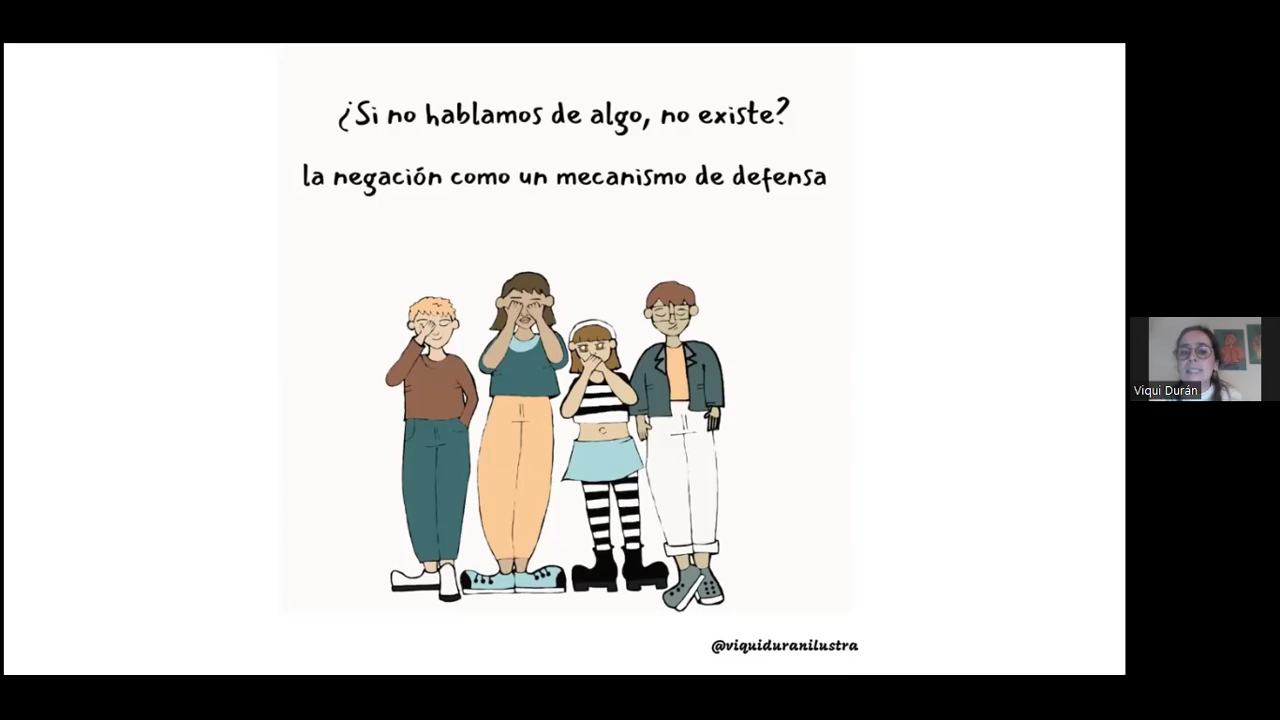 ¿Si no hablamos de algo, no existe?
la negación como un mecanismo de defensa
Viqui Durán
@viquiduranilustra